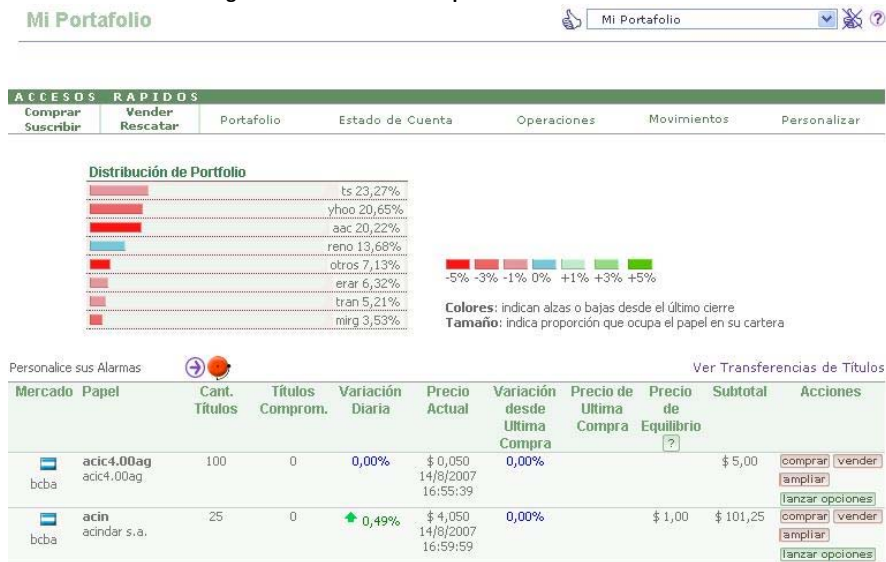 Mi Portafolio
Mi Portafolio
?
ACCESOS RAPIDOS
Comprar Suscribir
Vender Rescatar
Portafolio
Estado de Cuenta
Operaciones
Movimientos
Personalizar
Distribución de Portfolio
ts 23,27%
yhoo 20,65%
aac 20,22%
reno 13,68%
otros 7,13%
erar 6,32%
tran 5,21%
mirg 3,53%
-5% -3% -1% 0% +1% +3% +5%
Colores: indican alzas o bajas desde el último cierre
Tamaño: indica proporción que ocupa el papel en su cartera
Personalice sus Alarmas
Ver Transferencias de Títulos
Mercado Papel Cant. Títulos Títulos Comprom. Variación Diaria Precio Actual Variación desde Ultima Compra Precio de Ultima Compra Precio de Equilibrio ? Subtotal Acciones
bcba acic4.00ag acic4.00ag 100 0 0,00% $ 0,050 14/8/2007 16:55:39 0,00% $ 5,00 comprar vender ampliar lanzar opciones
bcba acin acindar s.a. 25 0 0,49% $ 4,050 14/8/2007 16:59:59 0,00% $ 1,00 $ 101,25 comprar vender ampliar lanzar opciones